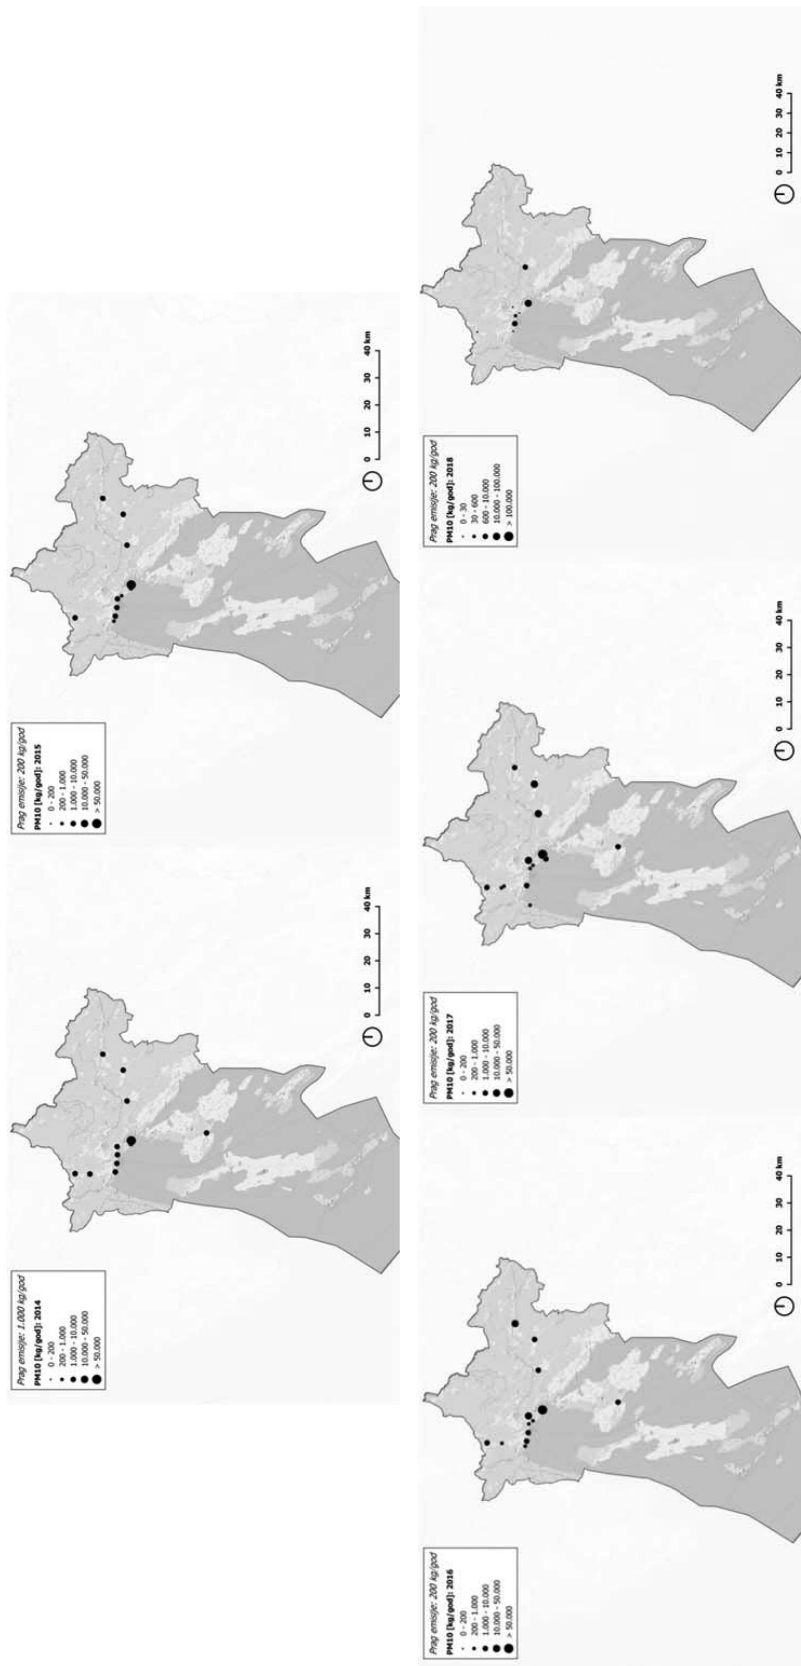 Prag emisije: 1.000 kg/god
PM10 [kg/god]: 2014
0 - 200
200 - 1.000
1.000 - 10.000
10.000 - 50.000
> 50.000
0 10 20 30 40 km
Prag emisije: 200 kg/god
PM10 [kg/god]: 2015
0 - 200
200 - 1.000
1.000 - 10.000
10.000 - 50.000
> 50.000
0 10 20 30 40 km
Prag emisije: 200 kg/god
PM10 [kg/god]: 2016
0 - 200
200 - 1.000
1.000 - 10.000
10.000 - 50.000
> 50.000
0 10 20 30 40 km
Prag emisije: 200 kg/god
PM10 [kg/god]: 2017
0 - 200
200 - 1.000
1.000 - 10.000
10.000 - 50.000
> 50.000
0 10 20 30 40 km
Prag emisije: 200 kg/god
PM10 [kg/god]: 2018
0 - 30
30 - 600
600 - 10.000
10.000 - 100.000
> 100.000
0 10 20 30 40 km